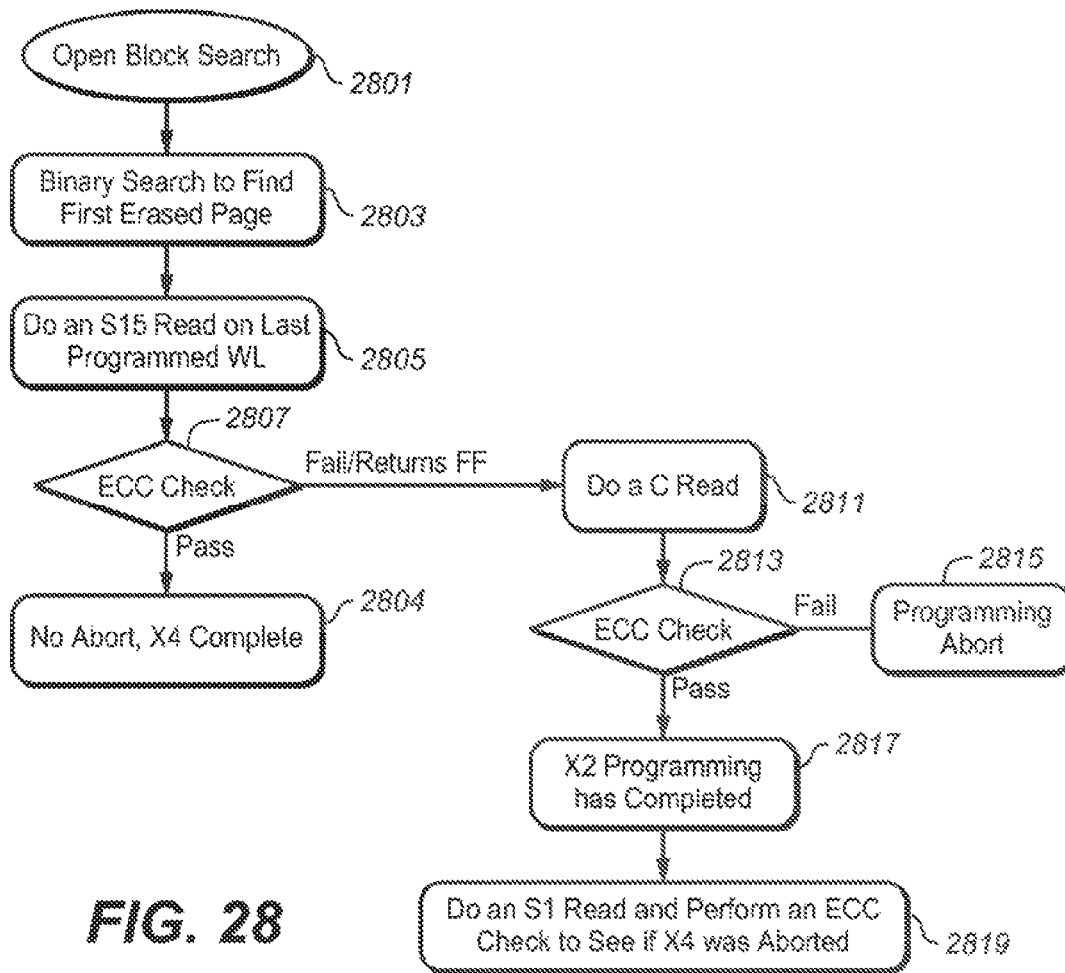 Open Block Search
2801
Binary Search to Find
First Erased Page
2803
Do an S15 Read on Last
Programmed WL
2805
2807
ECC Check
Fail/Returns FF
Pass
No Abort, X4 Complete
2804
Do a C Read
2811
2813
ECC Check
Fail
2815
Programming
Abort
Pass
X2 Programming
has Completed
2817
Do an S1 Read and Perform an ECC
Check to See if X4 was Aborted
2819
FIG. 28